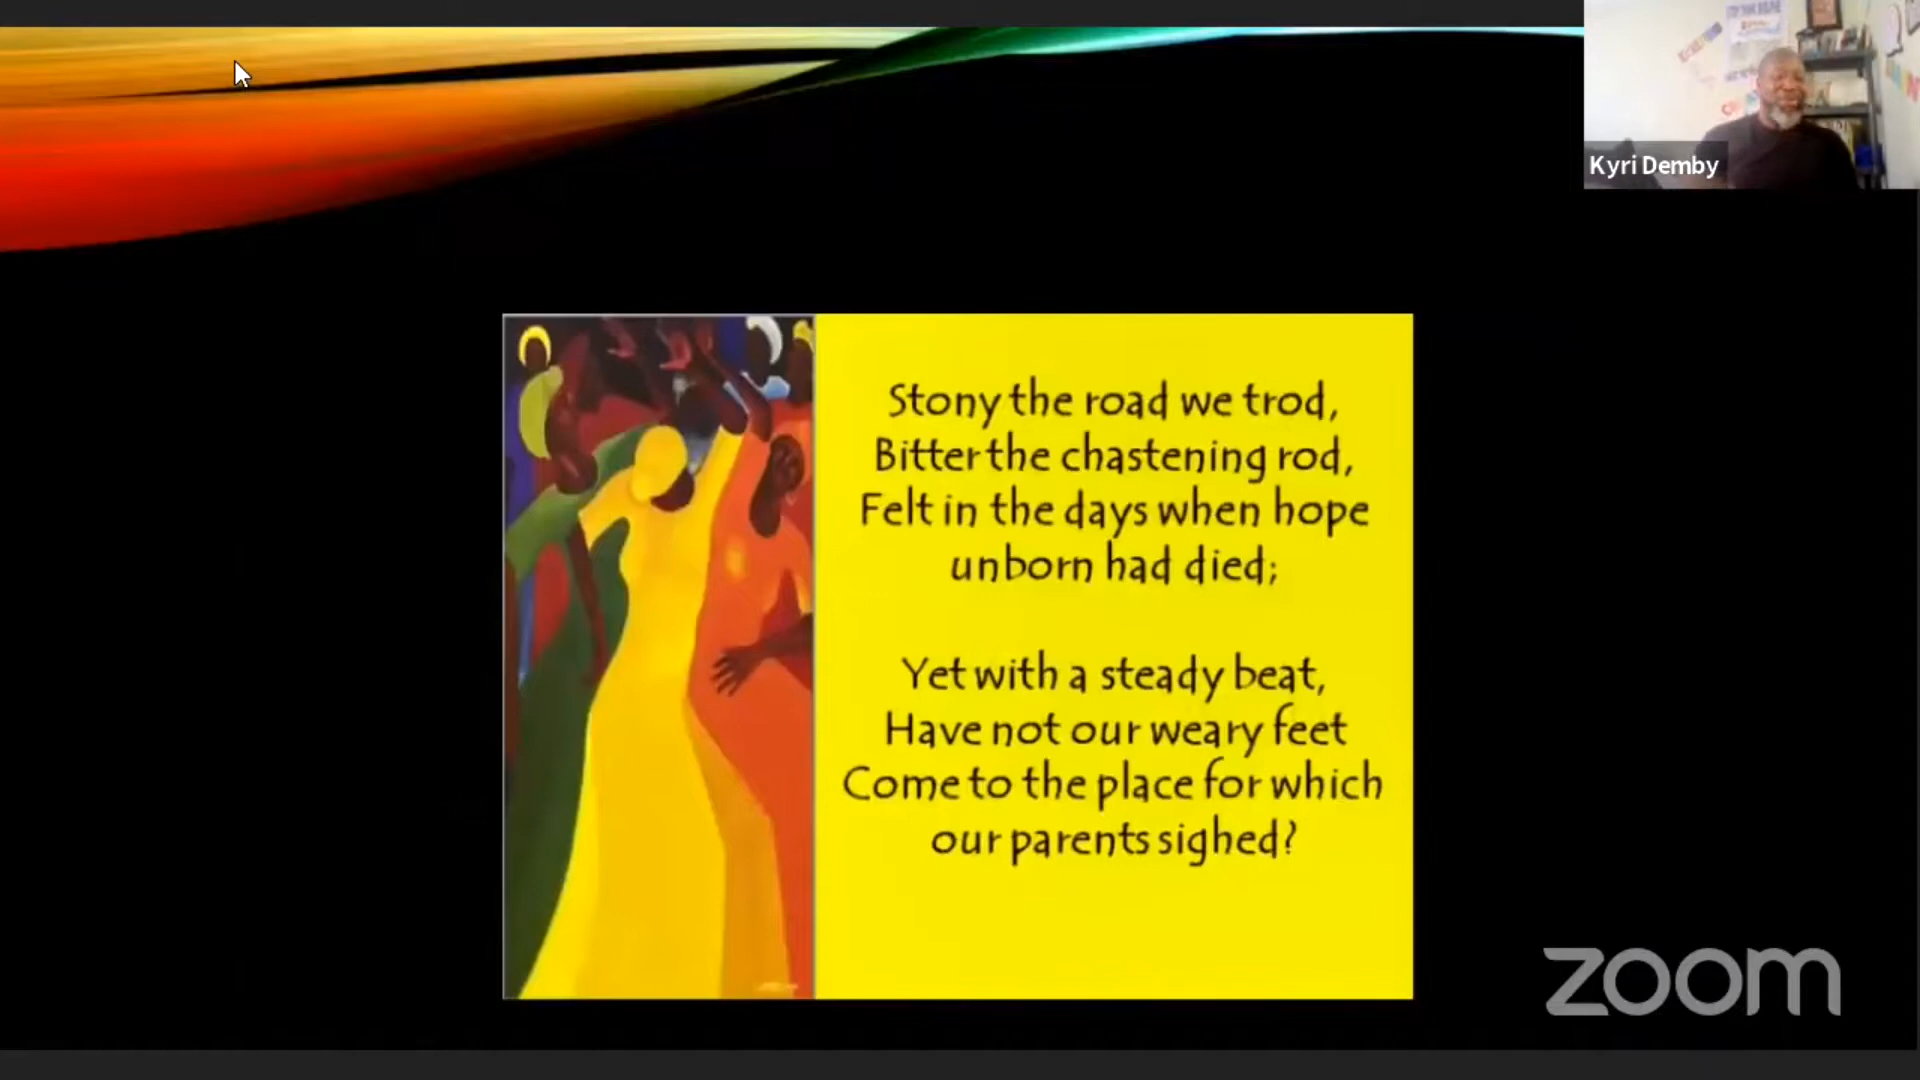 Kyri Demby
Stony the road we trod,
Bitter the chastening rod,
Felt in the days when hope
unborn had died;
Yet with a steady beat,
Have not our weary feet
Come to the place for which
our parents sighed?
zoom